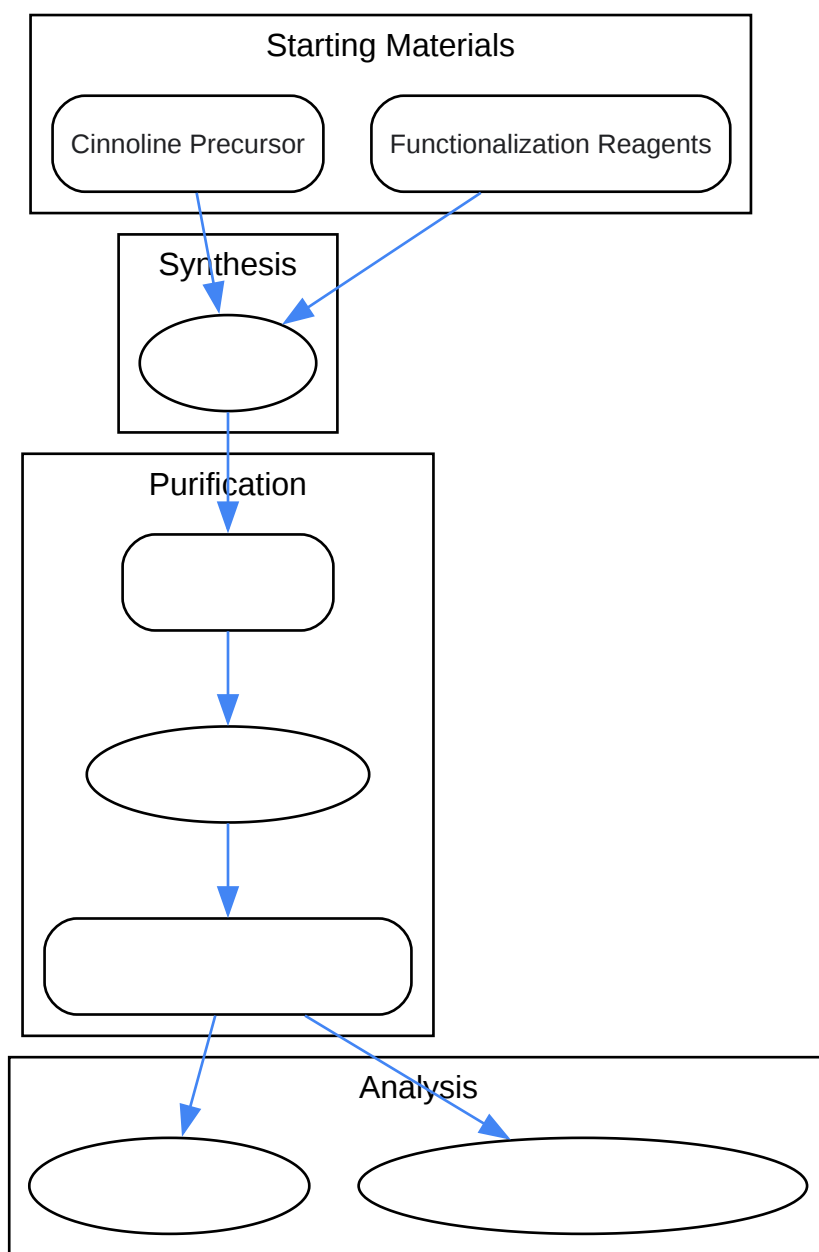 Starting Materials
Cinnoline Precursor
Functionalization Reagents
Synthesis
Purification
Analysis